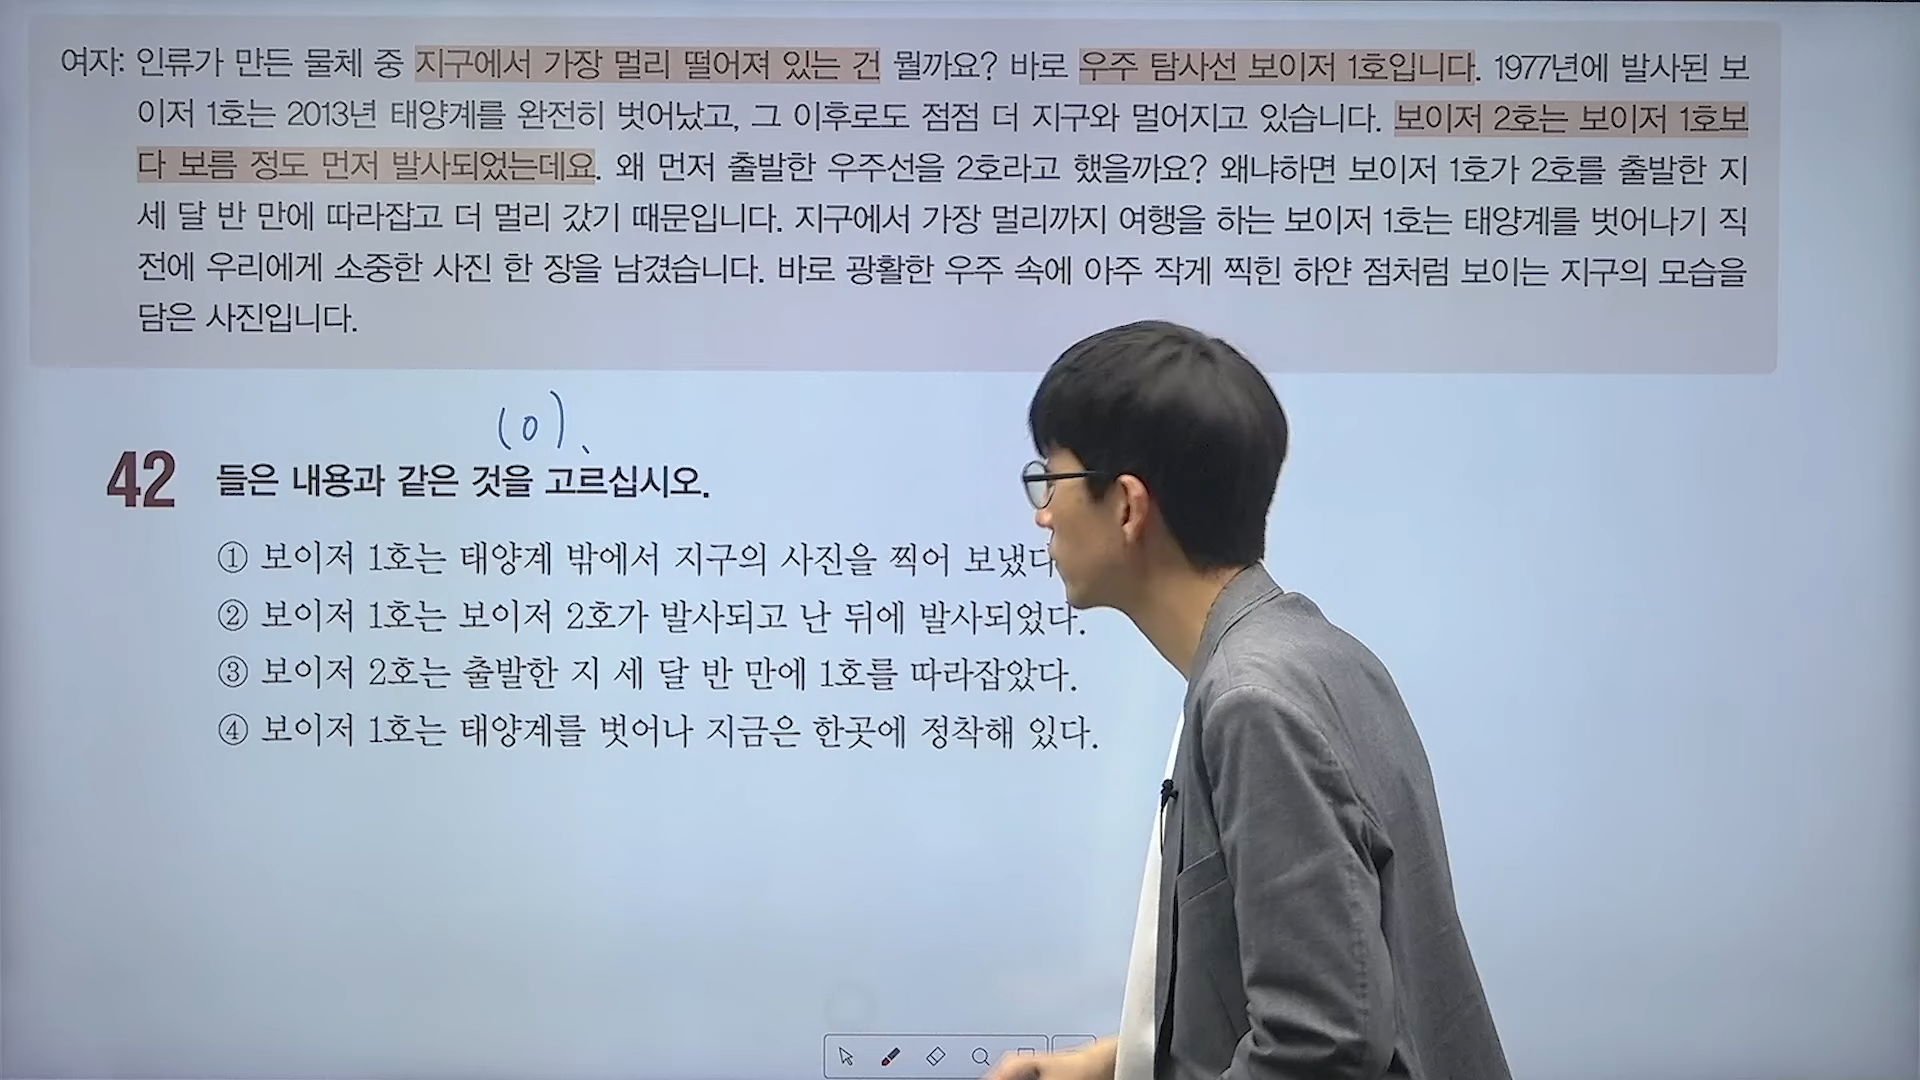 여자: 인류가 만든 물체 중 지구에서 가장 멀리 떨어져 있는 건 뭘까요? 바로 우주 탐사선 보이저 1호입니다. 1977년에 발사된 보
이저 1호는 2013년 태양계를 완전히 벗어났고, 그 이후로도 점점 더 지구와 멀어지고 있습니다. 보이저 2호는 보이저 1호보
다 보름 정도 먼저 발사되었는데요. 왜 먼저 출발한 우주선을 2호라고 했을까요? 왜냐하면 보이저 1호가 2호를 출발한 지
세 달 반 만에 따라잡고 더 멀리 갔기 때문입니다. 지구에서 가장 멀리까지 여행을 하는 보이저 1호는 태양계를 벗어나기 직
전에 우리에게 소중한 사진 한 장을 남겼습니다. 바로 광활한 우주 속에 아주 작게 찍힌 하얀 점처럼 보이는 지구의 모습을
담은 사진입니다.
(0).
42 들은 내용과 같은 것을 고르십시오.
① 보이저 1호는 태양계 밖에서 지구의 사진을 찍어 보냈다
② 보이저 1호는 보이저 2호가 발사되고 난 뒤에 발사되었다.
③ 보이저 2호는 출발한 지 세 달 반 만에 1호를 따라잡았다.
④ 보이저 1호는 태양계를 벗어나 지금은 한곳에 정착해 있다.